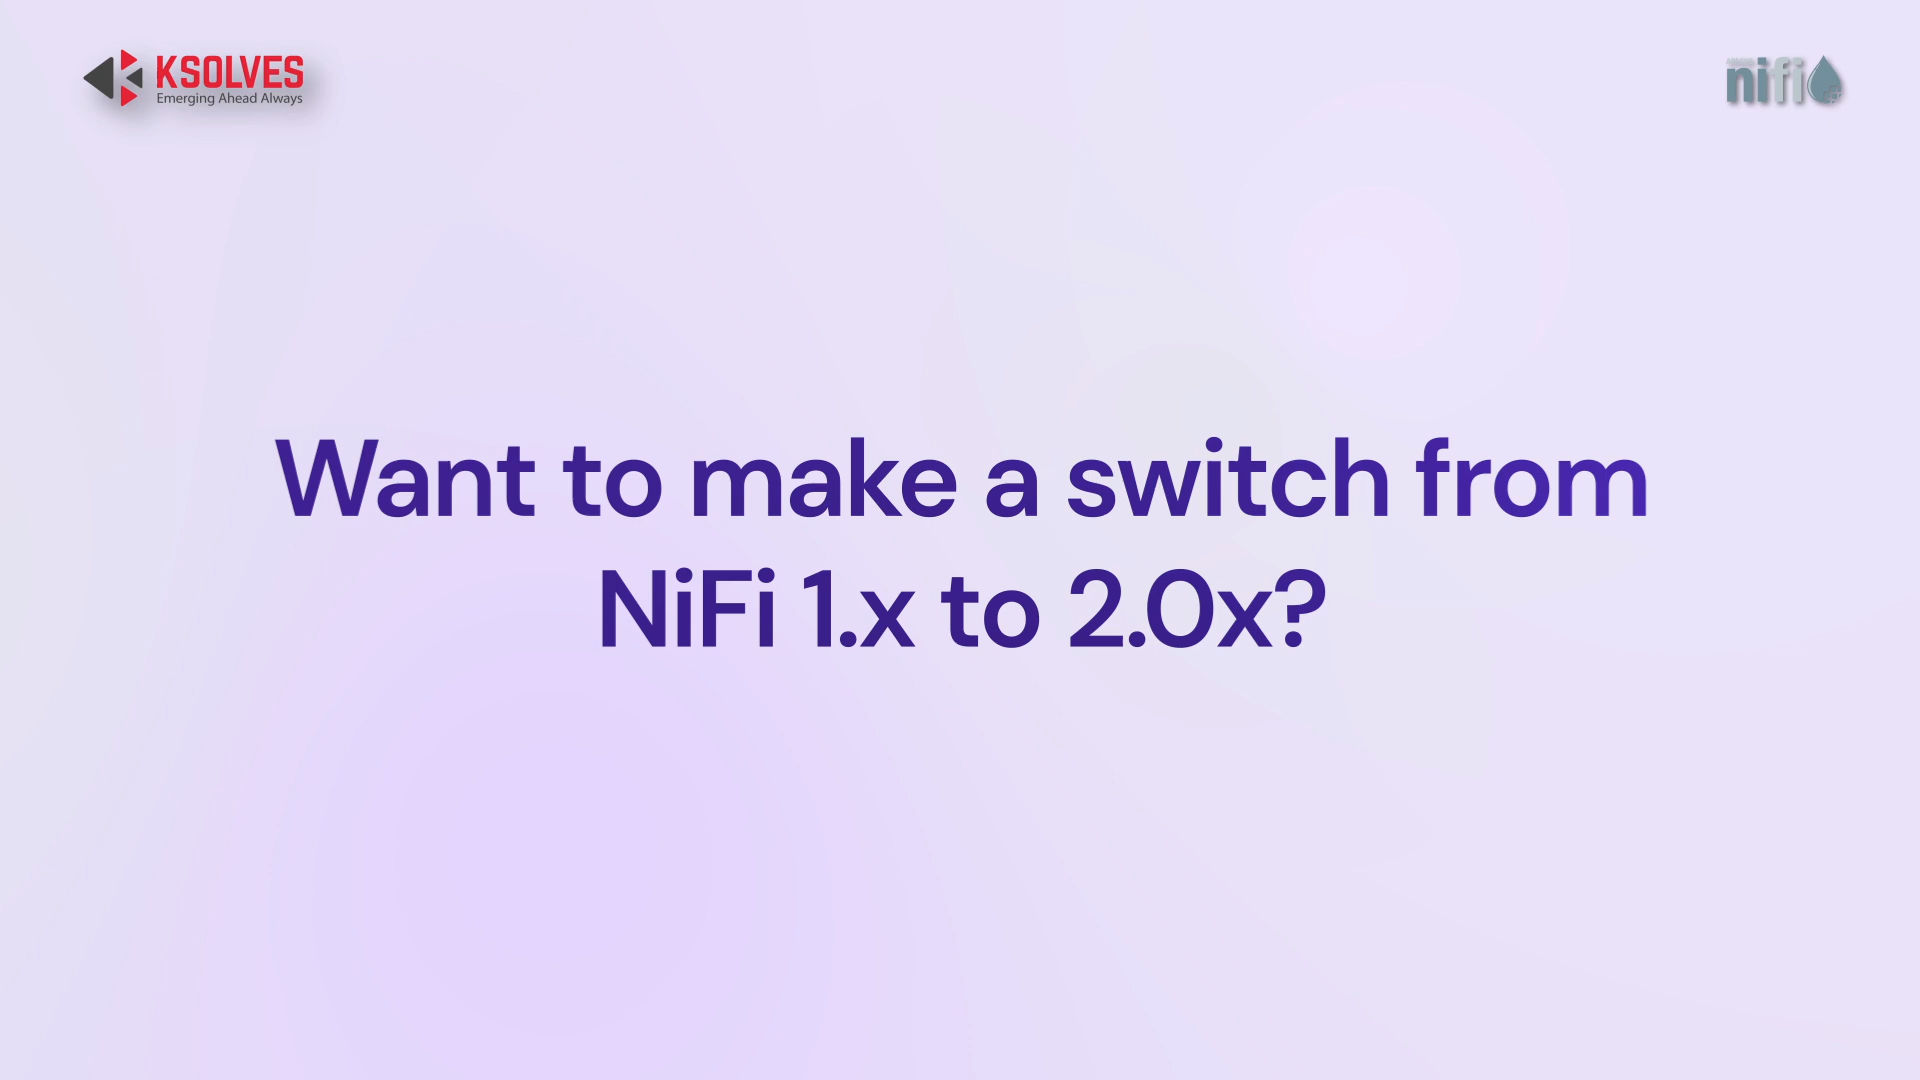 KSOLVES
Emerging Ahead Always
nifi
Want to make a switch from
NiFi 1.x to 2.0x?